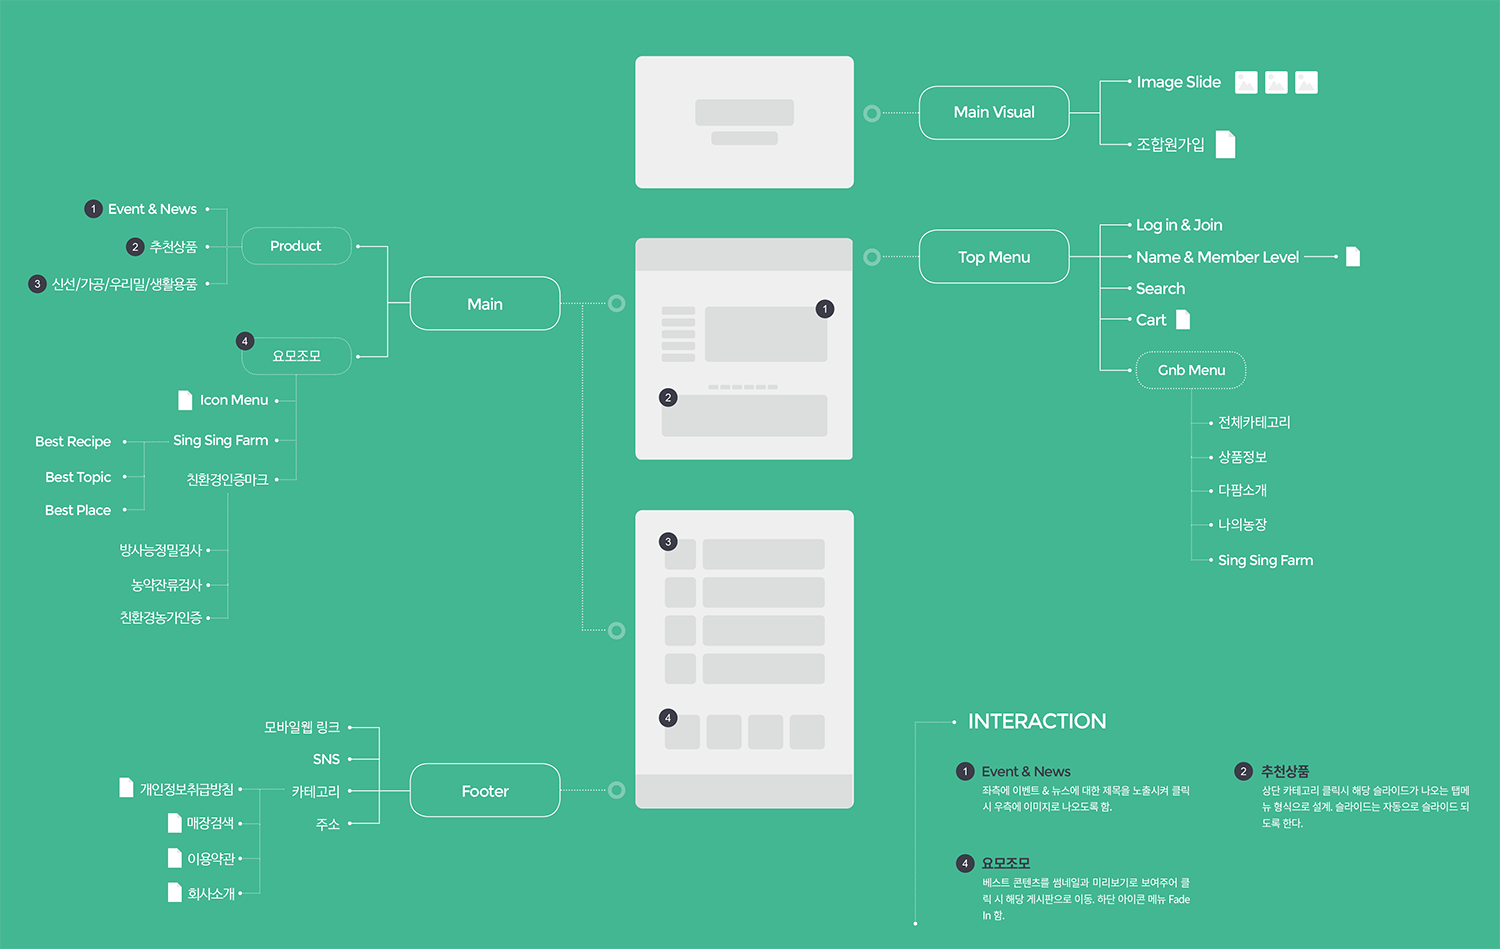 Main Visual
Image Slide
조합원가입
Top Menu
Log in & Join
Name & Member Level
Search
Cart
Gnb Menu
전체카테고리
상품정보
다팜소개
나의농장
Sing Sing Farm
Main
Product
1 Event & News
2 추천상품
3 신선/가공/우리밀/생활용품
4
요모조모
Icon Menu
Sing Sing Farm
Best Recipe
Best Topic
Best Place
친환경인증마크
방사능정밀검사
농약잔류검사
친환경농가인증
1
2
3
4
Footer
모바일웹 링크
SNS
카테고리
주소
개인정보취급방침
매장검색
이용약관
회사소개
INTERACTION
1 Event & News
좌측에 이벤트 & 뉴스에 대한 제목을 노출시켜 클릭
시 우측에 이미지로 나오도록 함.
2 추천상품
상단 카테고리 클릭시 해당 슬라이드가 나오는 탭메
뉴 형식으로 설계. 슬라이드는 자동으로 슬라이드 되
도록 한다.
4 요모조모
베스트 콘텐츠를 썸네일과 미리보기로 보여주어 클
릭 시 해당 게시판으로 이동. 하단 아이콘 메뉴 Fade
In 함.